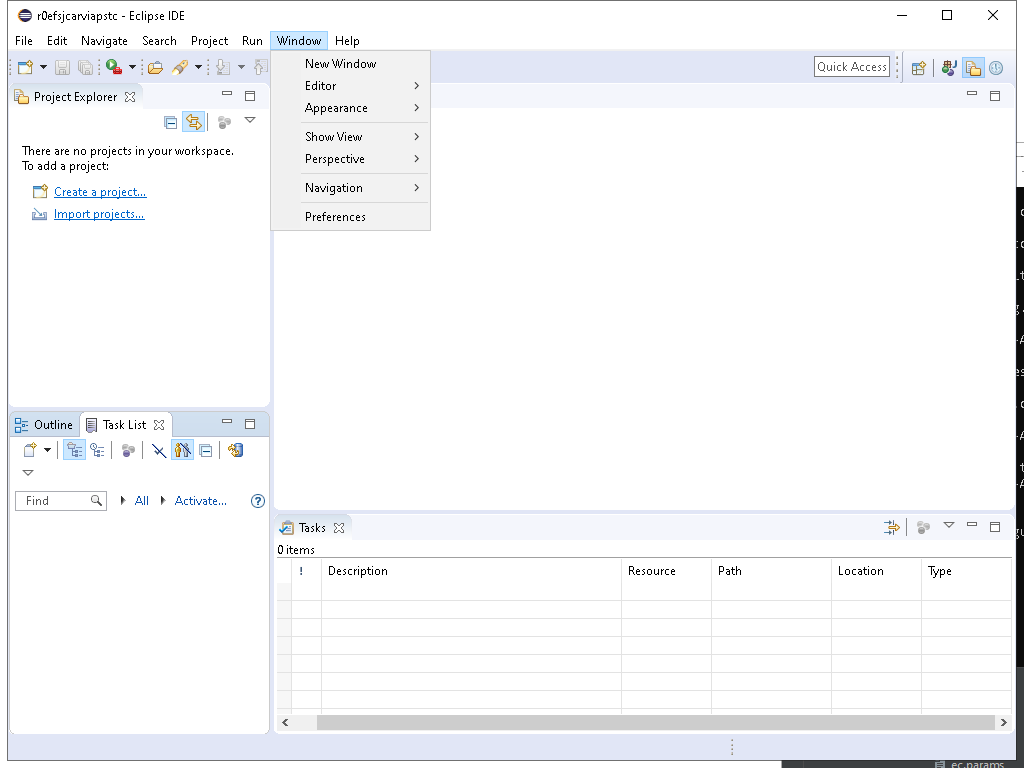 r0efsjcarviapstc - Eclipse IDE
File Edit Navigate Search Project Run Window Help
New Window
Editor
Appearance
Show View
Perspective
Navigation
Preferences
Quick Access
Project Explorer
There are no projects in your workspace.
To add a project:
Create a project...
Import projects...
Outline Task List
Find All Activate...
Tasks
0 items
! Description Resource Path Location Type
ec.params